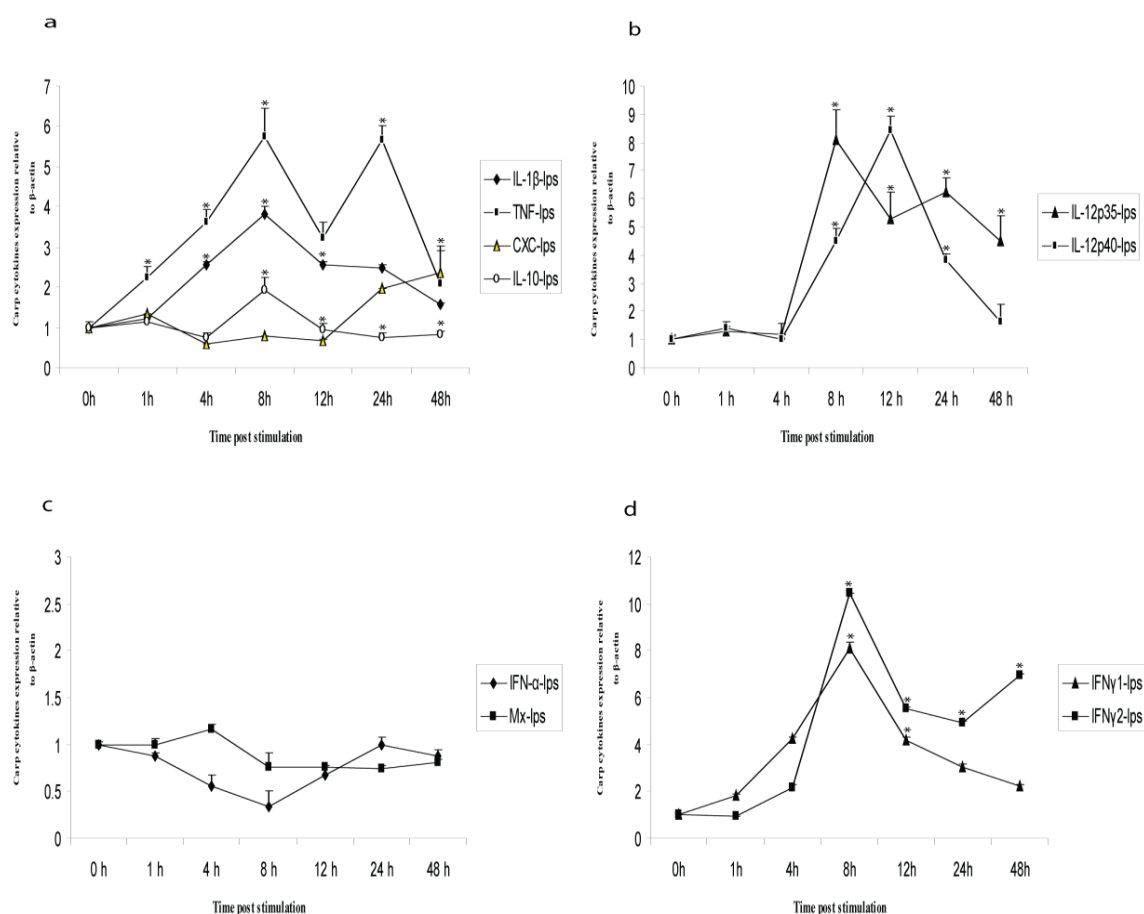 a
Carp cytokines expression relative
to β-actin
7
6
5
4
3
2
1
0
* * * * * * * * * * *
0h 1h 4h 8h 12h 24h 48h
Time post stimulation
IL-1β-lps
TNF-lps
CXC-lps
IL-10-lps
b
Carp cytokines expression relative
to β-actin
10
9
8
7
6
5
4
3
2
1
0
* * * * * * *
0 h 1 h 4 h 8 h 12 h 24 h 48 h
Time post stimulation
IL-12p35-lps
IL-12p40-lps
c
Carp cytokines expression relative
to β-actin
3
2.5
2
1.5
1
0.5
0
0 h 1 h 4 h 8 h 12 h 24 h 48 h
Time post stimulation
IFN-α-lps
Mx-lps
d
Carp cytokines expression relative
to β-actin
12
10
8
6
4
2
0
* * * * * *
0h 1h 4h 8h 12h 24h 48h
Time post stimulation
IFNγ1-lps
IFNγ2-lps